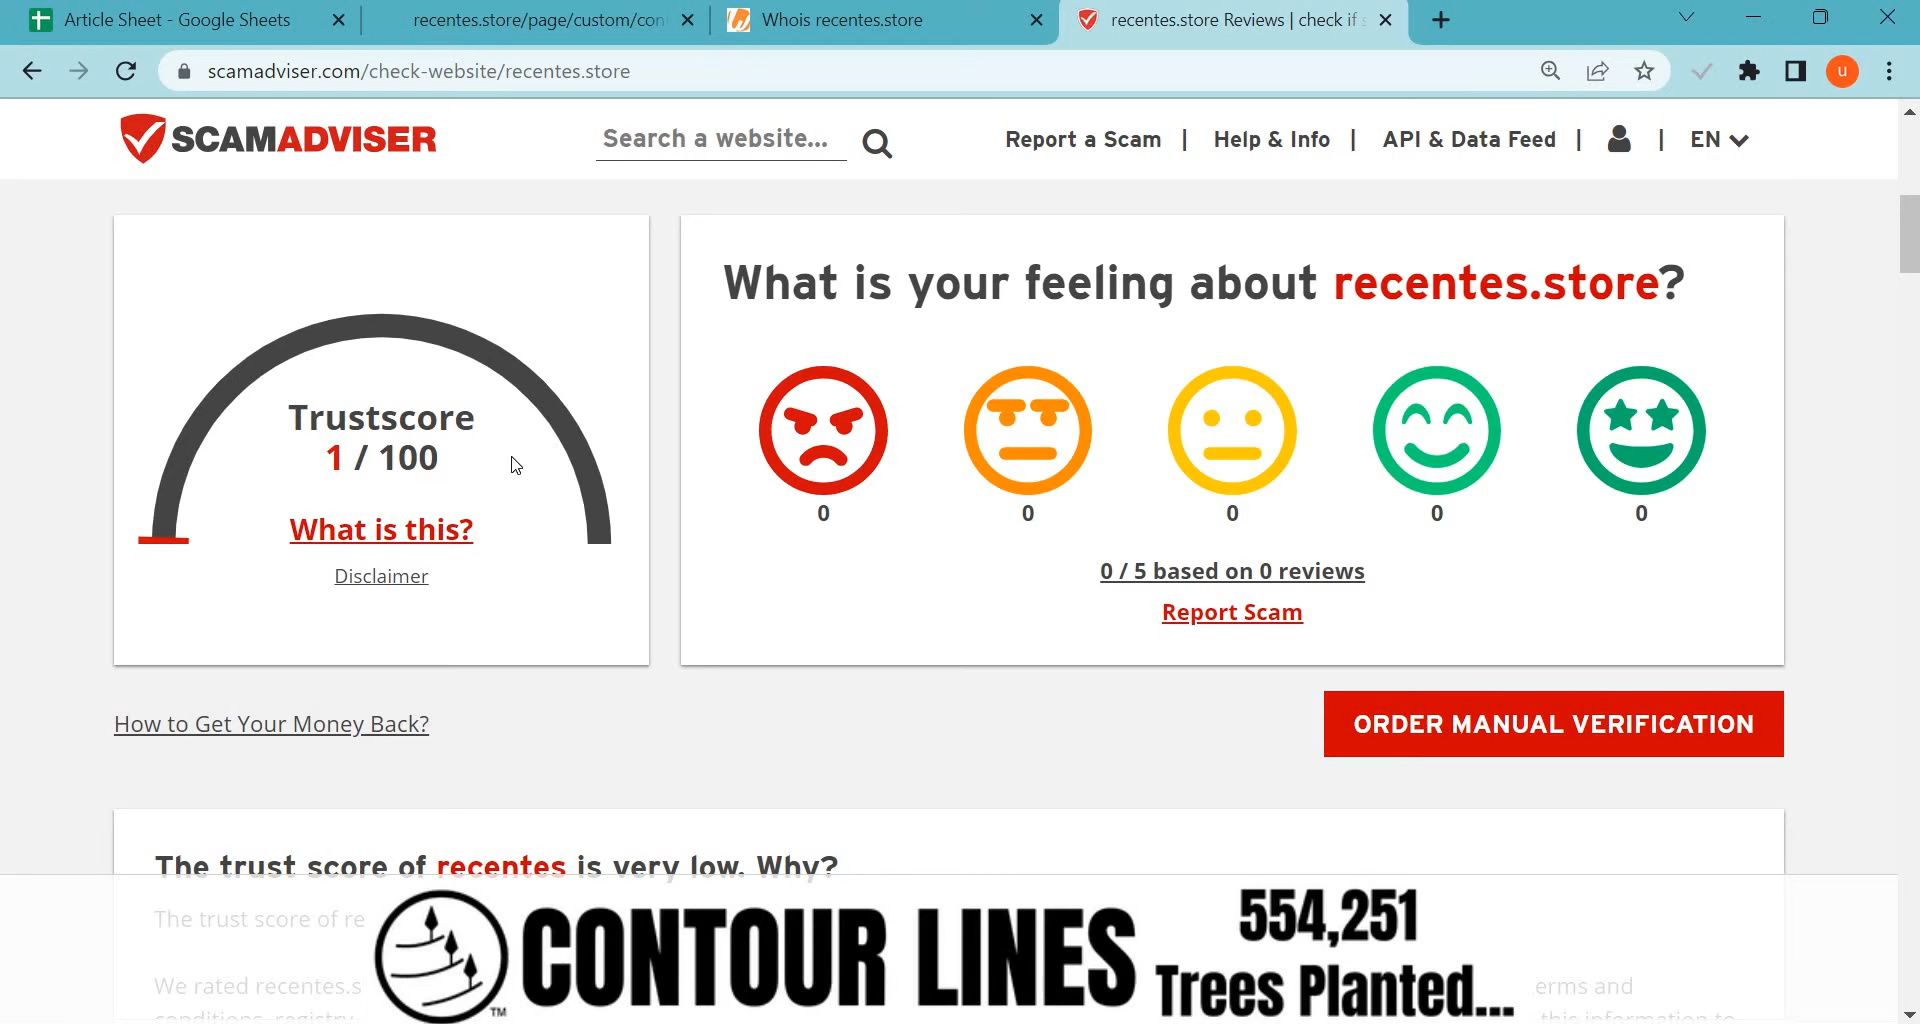 Article Sheet - Google Sheets
recentes.store/page/custom/con
Whois recentes.store
recentes.store Reviews | check if s
scamadviser.com/check-website/recentes.store
u
SCAMADVISER
Search a website...
Report a Scam | Help & Info | API & Data Feed | | EN
Trustscore
1 / 100
What is this?
Disclaimer
What is your feeling about recentes.store?
0 0 0 0 0
0 / 5 based on 0 reviews
Report Scam
How to Get Your Money Back?
ORDER MANUAL VERIFICATION
The trust score of recentes is very low. Why?
The trust score of re
We rated recentes.s
erms and
conditions, registry
this information to
CONTOUR LINES
TM
554,251
Trees Planted...